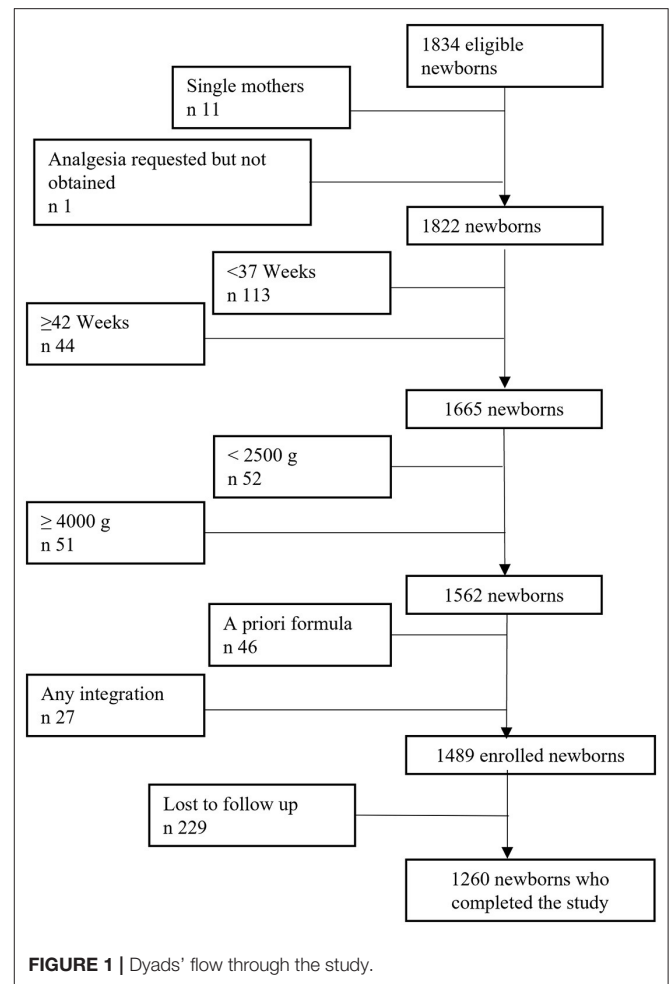 1834 eligible
newborns
Single mothers
n 11
Analgesia requested but not
obtained
n 1
1822 newborns
<37 Weeks
n 113
≥42 Weeks
n 44
1665 newborns
< 2500 g
n 52
≥ 4000 g
n 51
1562 newborns
A priori formula
n 46
Any integration
n 27
1489 enrolled newborns
Lost to follow up
n 229
1260 newborns who
completed the study
FIGURE 1 | Dyads’ flow through the study.